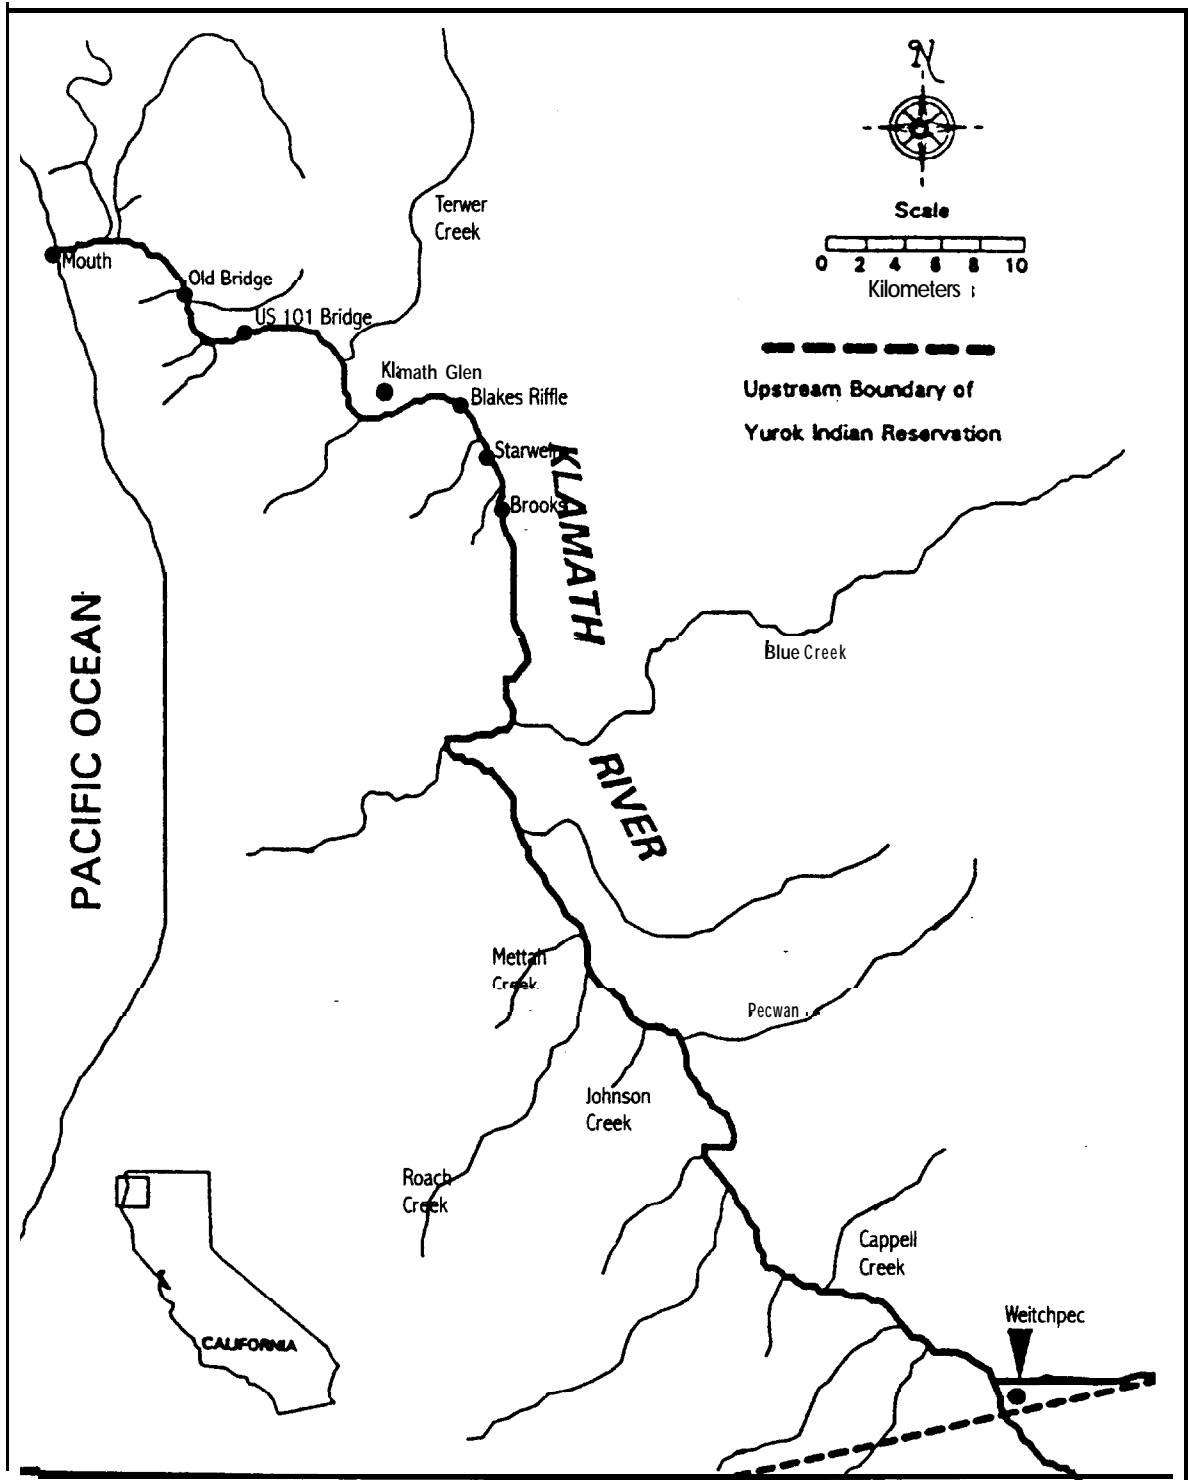 N
Scale
0 2 4 6 8 10
Kilometers
Upstream Boundary of
Yurok Indian Reservation
Terwer
Creek
Mouth
Old Bridge
US 101 Bridge
Klamath Glen
Blakes Riffle
Starwein
Brooks
KLAMATH
RIVER
PACIFIC OCEAN
Blue Creek
Mettah
Creek
Pecwan
Johnson
Creek
Roach
Creek
Cappell
Creek
Weitchpec
CALIFORNIA